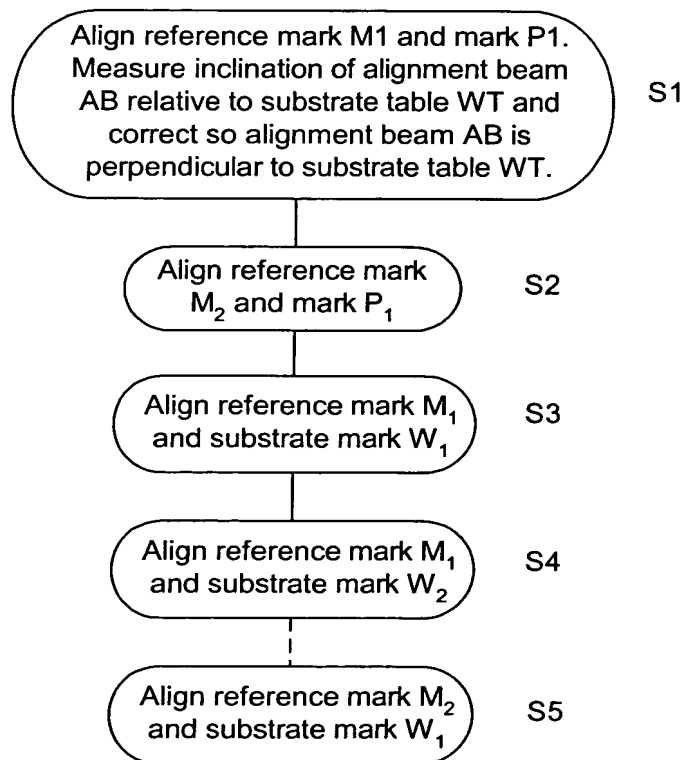 Align reference mark M1 and mark P1.
Measure inclination of alignment beam
AB relative to substrate table WT and
correct so alignment beam AB is
perpendicular to substrate table WT.
S1
Align reference mark
M₂ and mark P₁
S2
Align reference mark M₁
and substrate mark W₁
S3
Align reference mark M₁
and substrate mark W₂
S4
Align reference mark M₂
and substrate mark W₁
S5